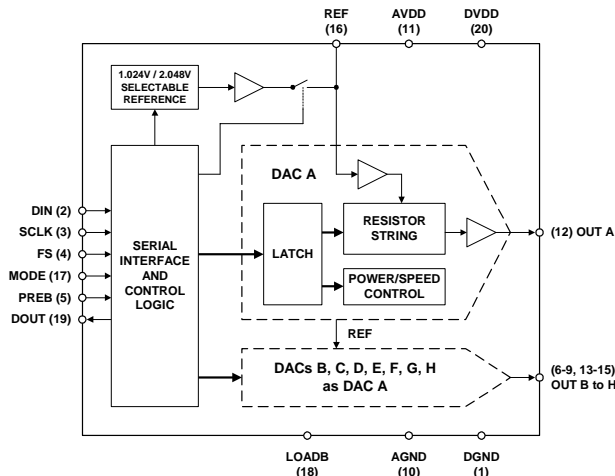 REF
(16)
AVDD
(11)
DVDD
(20)
1.024V / 2.048V
SELECTABLE
REFERENCE
DAC A
DIN (2)
SCLK (3)
FS (4)
MODE (17)
PREB (5)
DOUT (19)
SERIAL
INTERFACE
AND
CONTROL
LOGIC
LATCH
RESISTOR
STRING
POWER/SPEED
CONTROL
(12) OUT A
REF
DACs B, C, D, E, F, G, H
as DAC A
(6-9, 13-15)
OUT B to H
LOADB
(18)
AGND
(10)
DGND
(1)